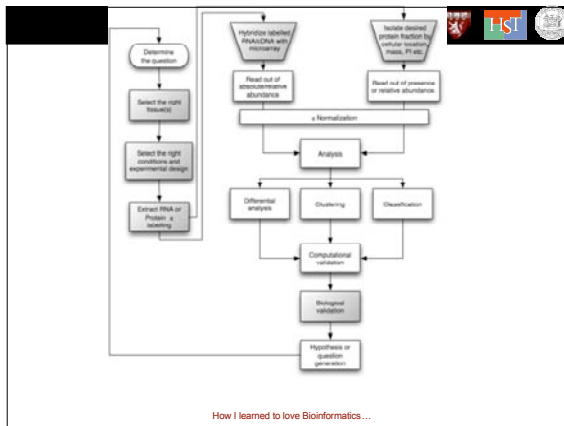 Determine
the question
Select the right
tissue(s)
Select the right
conditions and
experimental design
Extract RNA or
Protein a
labelling
Hybridize labelled
RNA/cDNA with
microarray
Read out of
absolute/relative
abundance
Isolate desired
protein fraction by
cellular location,
mass, PI etc.
Read out of presence
or relative abundance.
a Normalization
Analysis
Differential
analysis
Clustering
Classification
Computational
validation
Biological
validation
Hypothesis or
question
generation
HST
How I learned to love Bioinformatics…